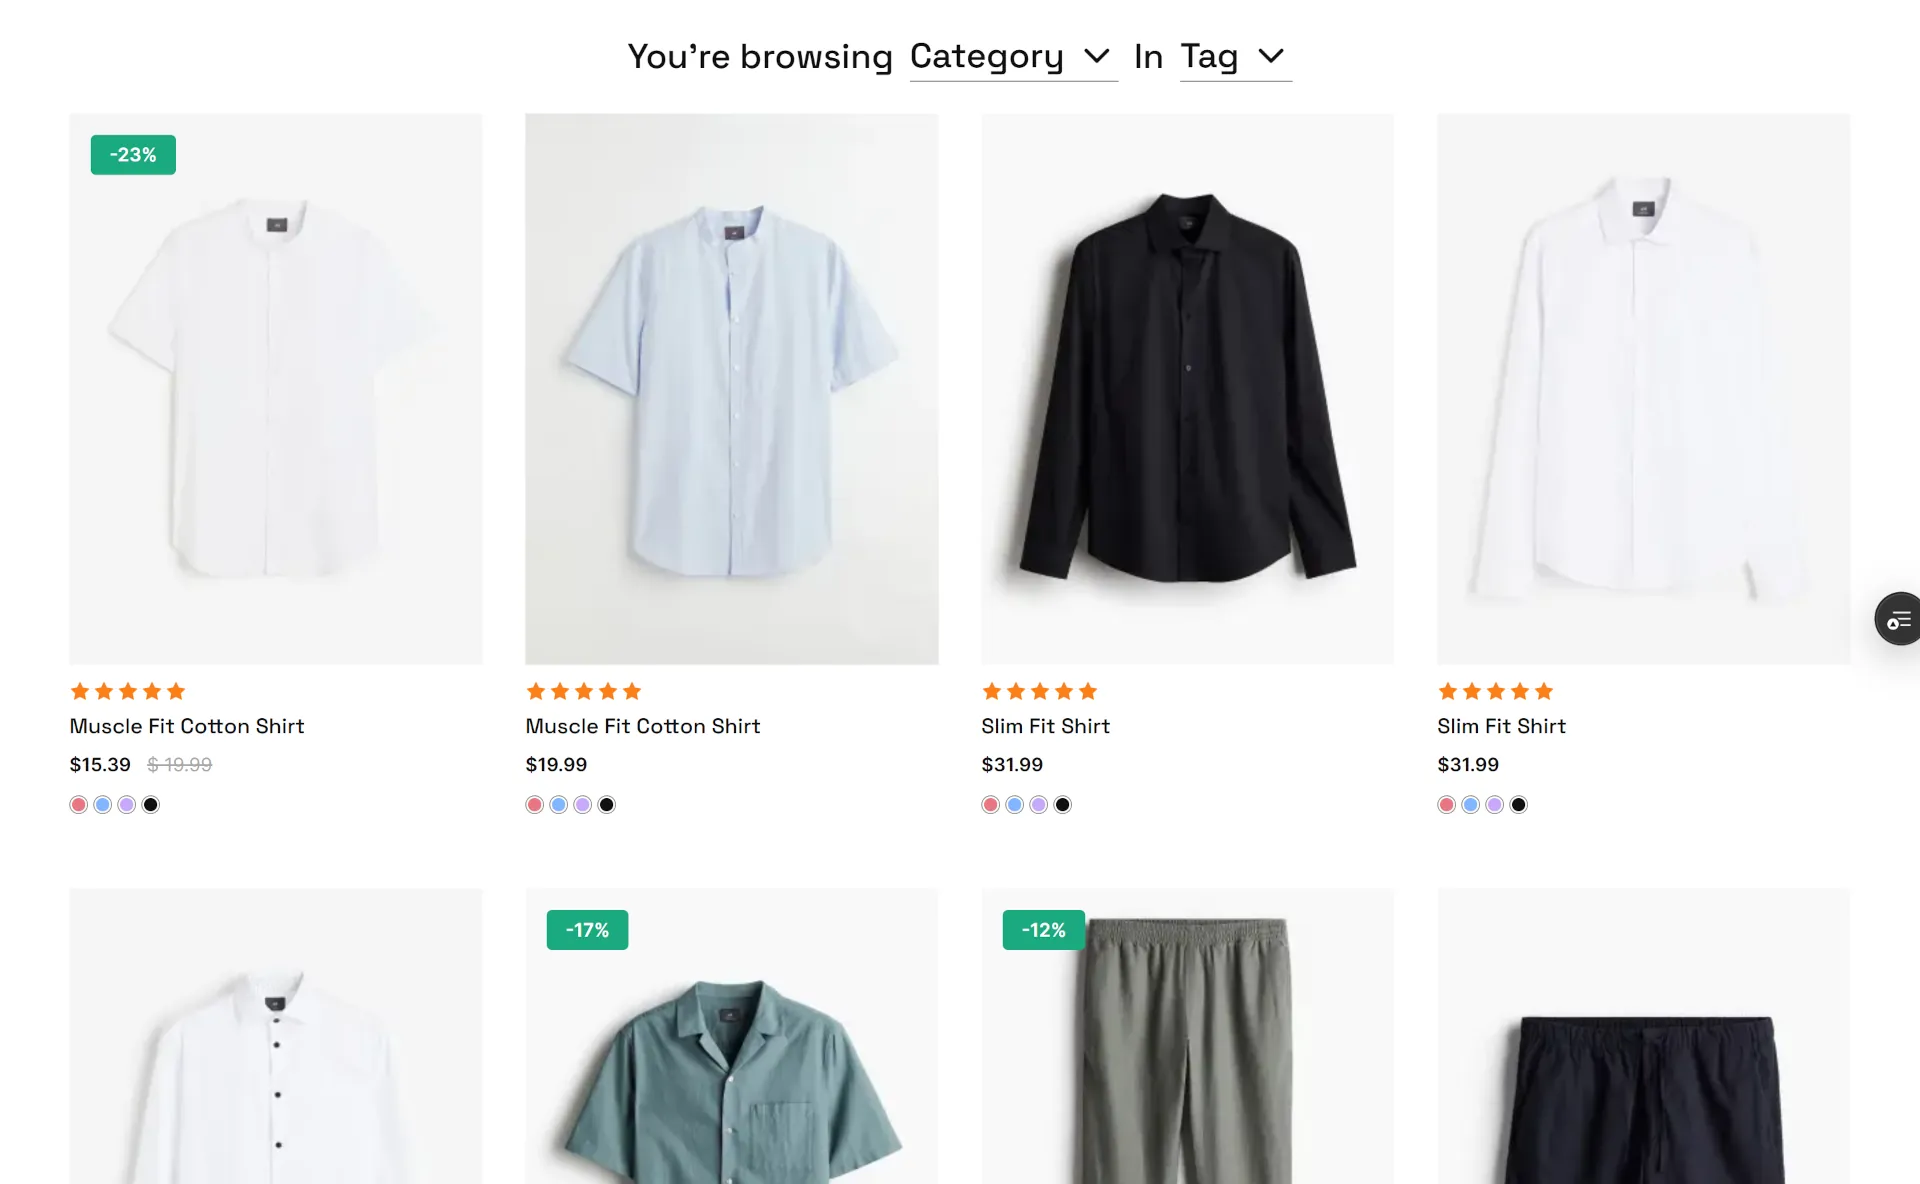 You're browsing Category In Tag
-23%
Muscle Fit Cotton Shirt
$15.39 $ 19.99
Muscle Fit Cotton Shirt
$19.99
Slim Fit Shirt
$31.99
Slim Fit Shirt
$31.99
-17%
-12%